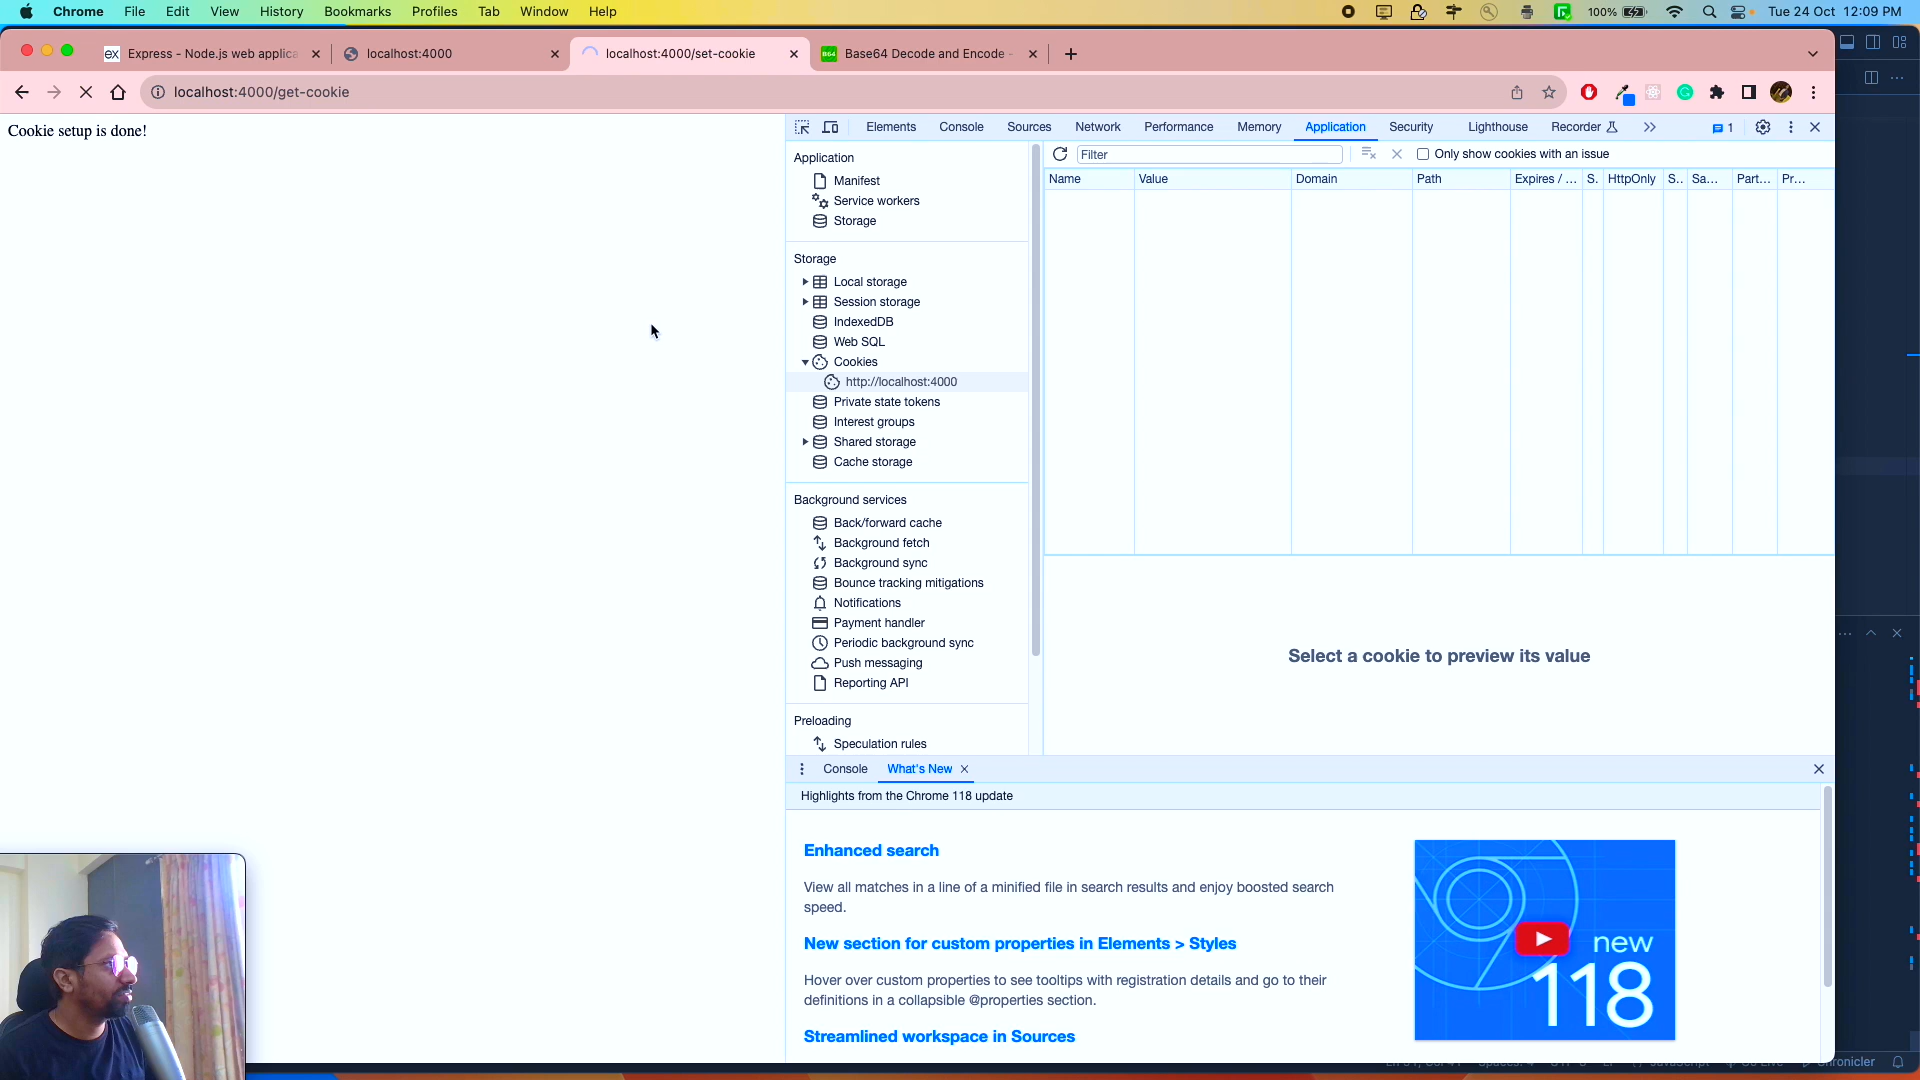 Chrome File Edit View History Bookmarks Profiles Tab Window Help 100% Tue 24 Oct 12:09 PM
ex Express - Node.js web applica localhost:4000 localhost:4000/set-cookie B64 Base64 Decode and Encode -
localhost:4000/get-cookie
Cookie setup is done!
Elements Console Sources Network Performance Memory Application Security Lighthouse Recorder 1
Filter Only show cookies with an issue
Name Value Domain Path Expires / ... S.. HttpOnly S.. Sa... Part... Pr...
Application
Manifest
Service workers
Storage
Storage
Local storage
Session storage
IndexedDB
Web SQL
Cookies
http://localhost:4000
Private state tokens
Interest groups
Shared storage
Cache storage
Background services
Back/forward cache
Background fetch
Background sync
Bounce tracking mitigations
Notifications
Payment handler
Periodic background sync
Push messaging
Reporting API
Preloading
Speculation rules
Select a cookie to preview its value
Console What's New
Highlights from the Chrome 118 update
Enhanced search
View all matches in a line of a minified file in search results and enjoy boosted search
speed.
New section for custom properties in Elements > Styles
Hover over custom properties to see tooltips with registration details and go to their
definitions in a collapsible @properties section.
Streamlined workspace in Sources
new
118